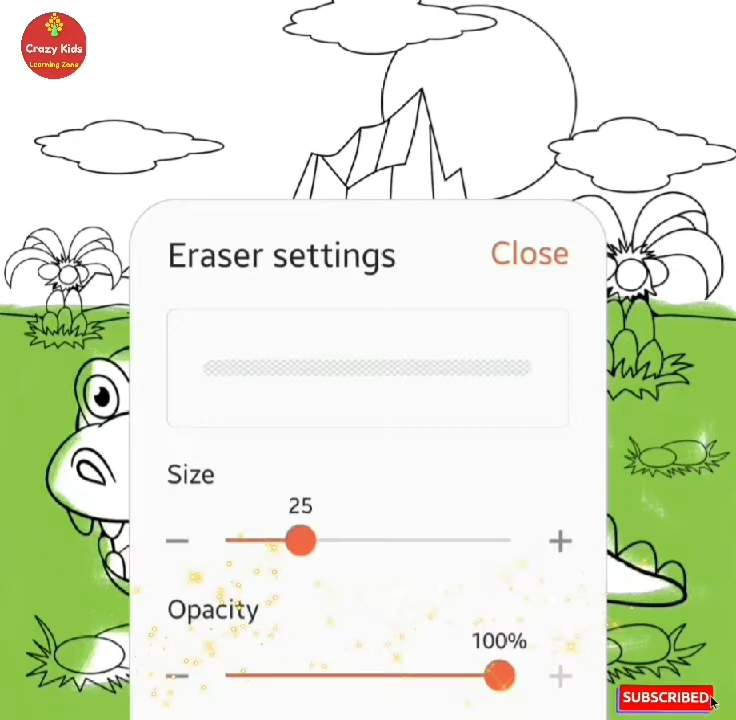 Crazy Kids
Learning Zone
Eraser settings
Close
Size
25
Opacity
100%
SUBSCRIBED